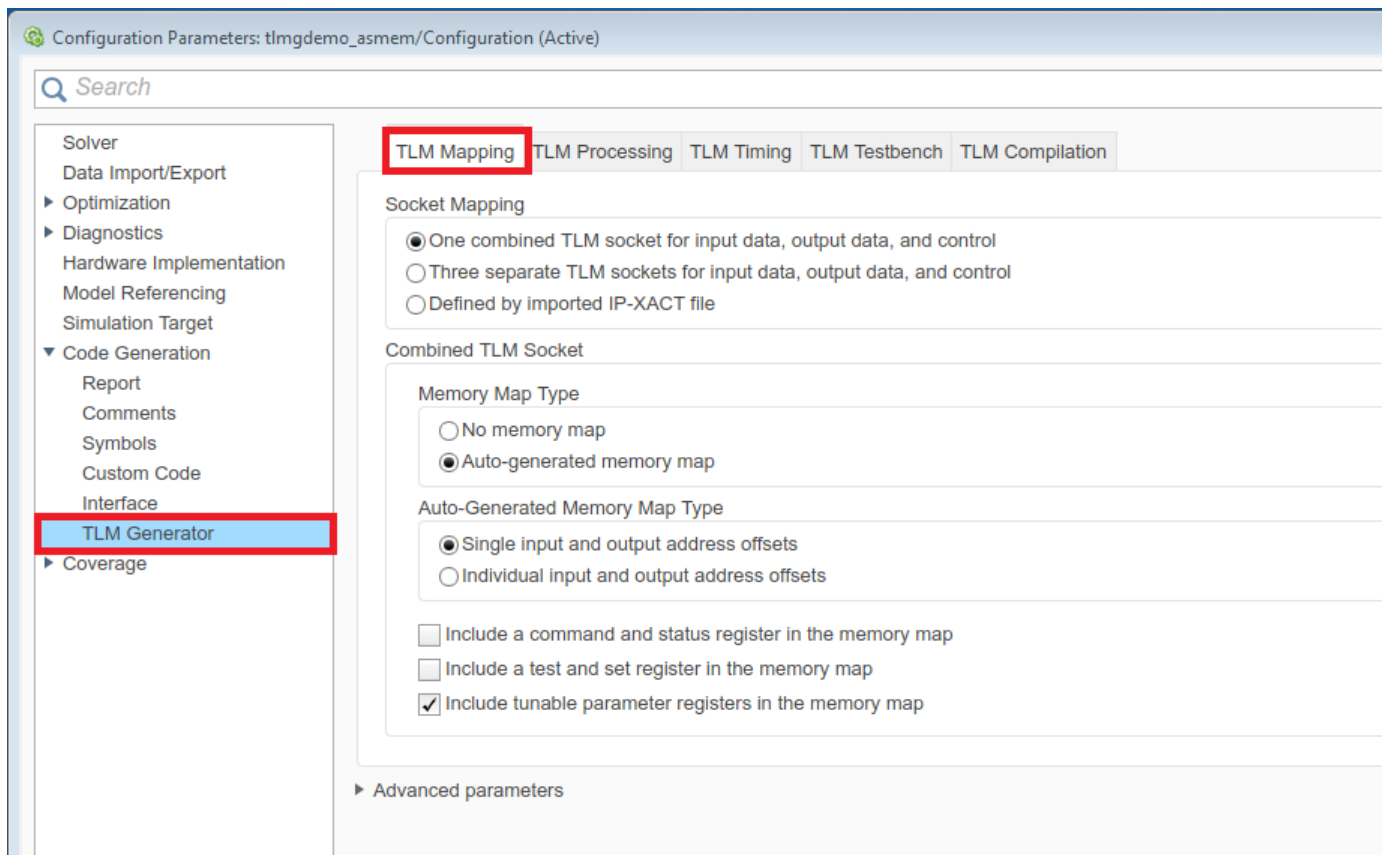 Configuration Parameters: tlmgdemo_asmem/Configuration (Active)
Search
Solver
Data Import/Export
Optimization
Diagnostics
Hardware Implementation
Model Referencing
Simulation Target
Code Generation
Report
Comments
Symbols
Custom Code
Interface
TLM Generator
Coverage
TLM Mapping TLM Processing TLM Timing TLM Testbench TLM Compilation
Socket Mapping
One combined TLM socket for input data, output data, and control
Three separate TLM sockets for input data, output data, and control
Defined by imported IP-XACT file
Combined TLM Socket
Memory Map Type
No memory map
Auto-generated memory map
Auto-Generated Memory Map Type
Single input and output address offsets
Individual input and output address offsets
Include a command and status register in the memory map
Include a test and set register in the memory map
Include tunable parameter registers in the memory map
Advanced parameters